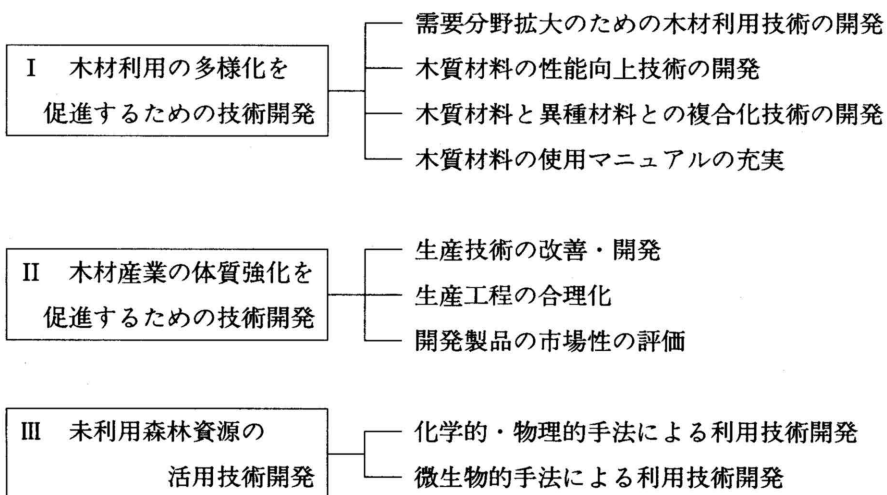 I 木材利用の多様化を
促進するための技術開発
需要分野拡大のための木材利用技術の開発
木質材料の性能向上技術の開発
木質材料と異種材料との複合化技術の開発
木質材料の使用マニュアルの充実
II 木材産業の体質強化を
促進するための技術開発
生産技術の改善・開発
生産工程の合理化
開発製品の市場性の評価
III 未利用森林資源の
活用技術開発
化学的・物理的手法による利用技術開発
微生物的手法による利用技術開発